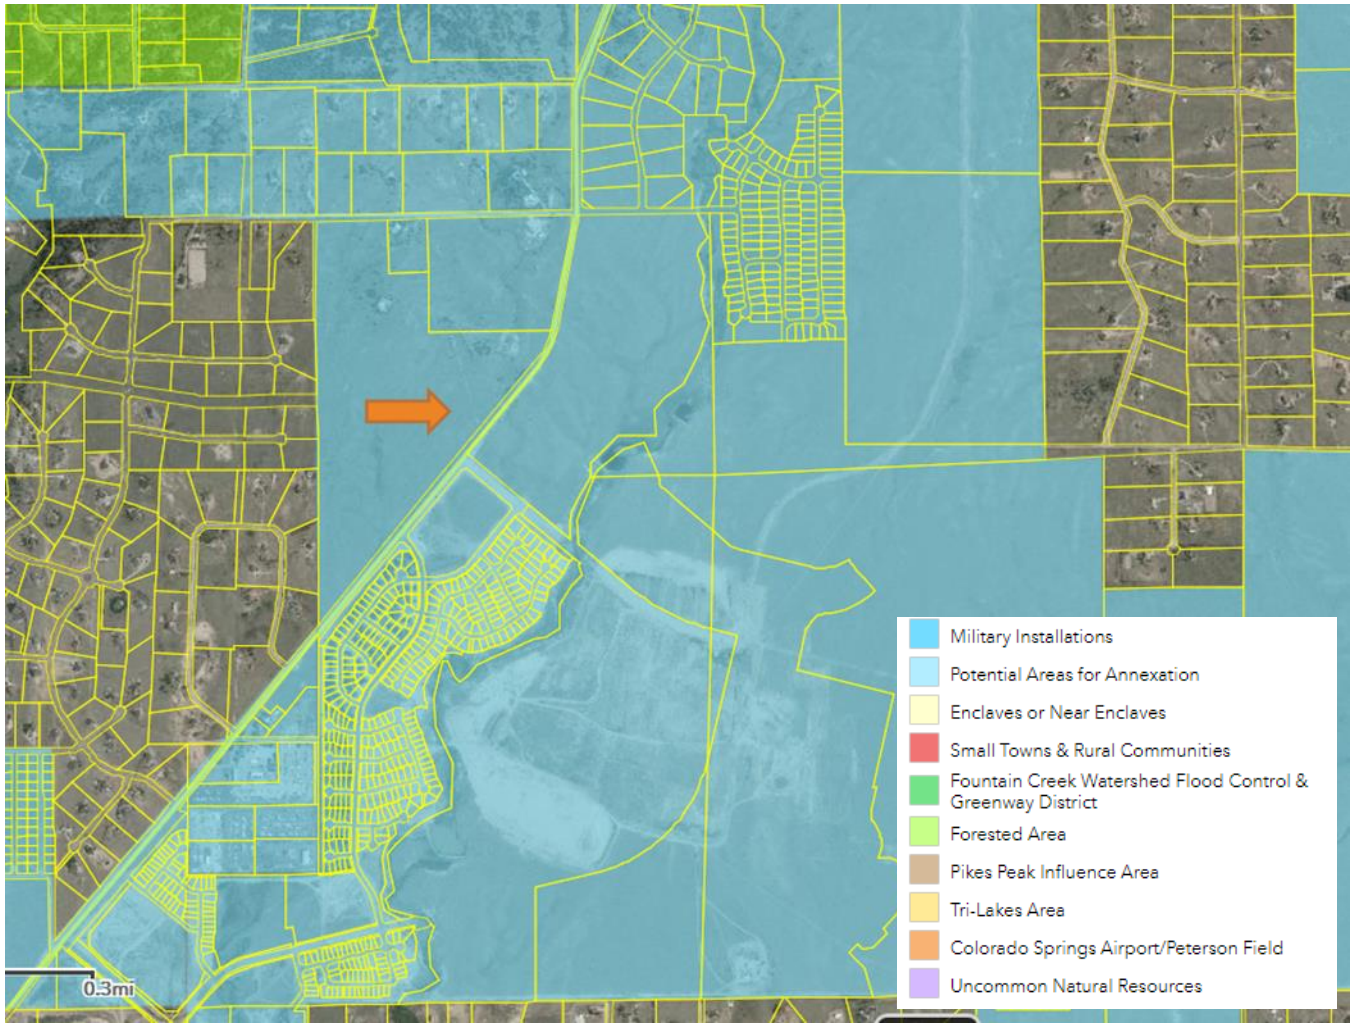 Military Installations
Potential Areas for Annexation
Enclaves or Near Enclaves
Small Towns & Rural Communities
Fountain Creek Watershed Flood Control &
Greenway District
Forested Area
Pikes Peak Influence Area
Tri-Lakes Area
Colorado Springs Airport/Peterson Field
Uncommon Natural Resources
0.3mi